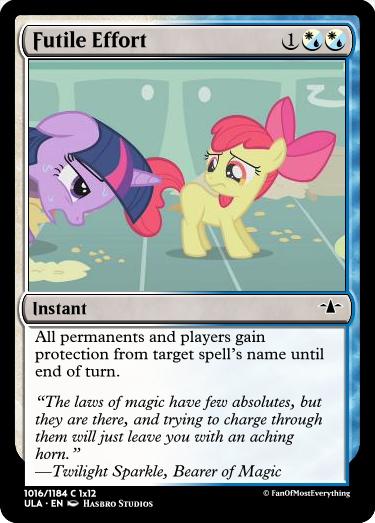 Futile Effort 1
Instant
All permanents and players gain
protection from target spell's name until
end of turn.
“The laws of magic have few absolutes, but
they are there, and trying to charge through
them will just leave you with an aching
horn.”
—Twilight Sparkle, Bearer of Magic
1016/1184 C 1x12
ULA • EN Hasbro Studios
© FanOfMostEverything